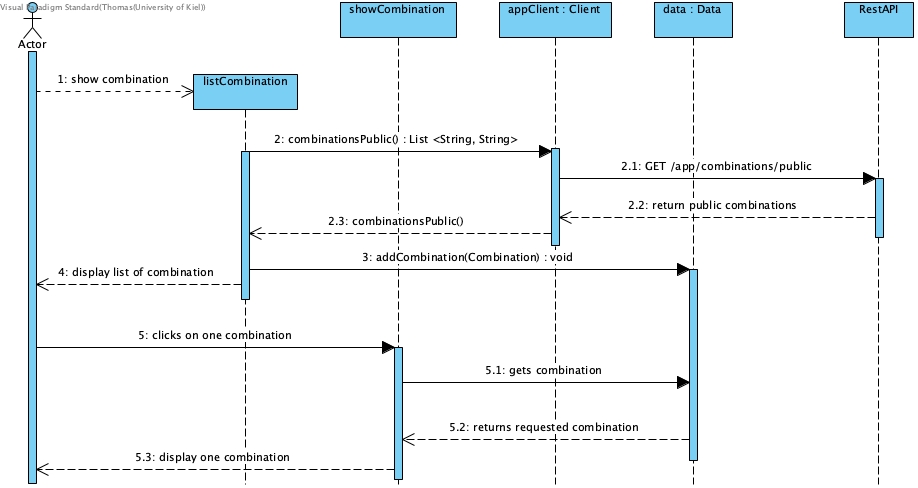 Visual Paradigm Standard(Thomas(University of Kiel))
showCombination
appClient : Client
data : Data
RestAPI
Actor
1: show combination
listCombination
2: combinationsPublic() : List <String, String>
2.1: GET /app/combinations/public
2.2: return public combinations
2.3: combinationsPublic()
3: addCombination(Combination) : void
4: display list of combination
5: clicks on one combination
5.1: gets combination
5.2: returns requested combination
5.3: display one combination